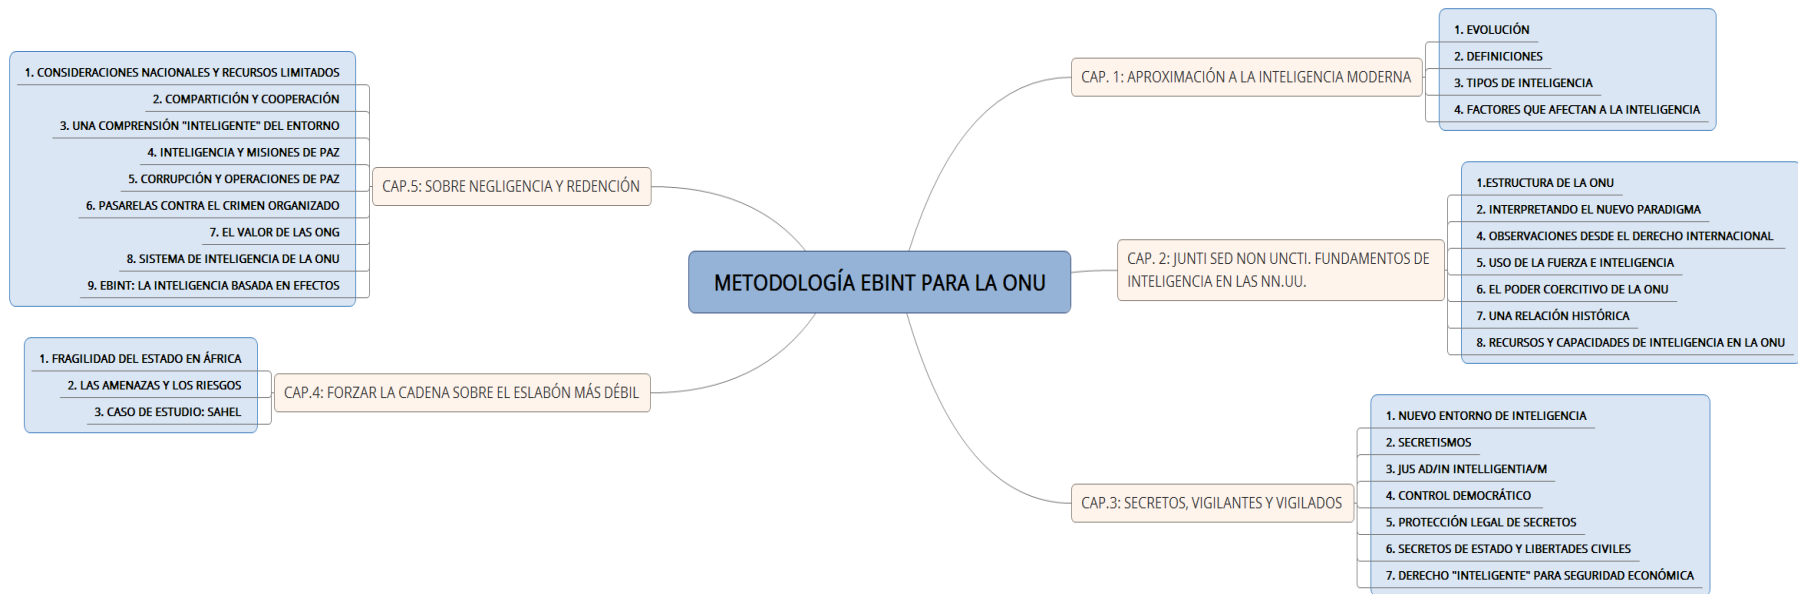 METODOLOGÍA EBINT PARA LA ONU
CAP. 1: APROXIMACIÓN A LA INTELIGENCIA MODERNA
1. EVOLUCIÓN
2. DEFINICIONES
3. TIPOS DE INTELIGENCIA
4. FACTORES QUE AFECTAN A LA INTELIGENCIA
CAP. 2: JUNTI SED NON UNCTI. FUNDAMENTOS DE
INTELIGENCIA EN LAS NN.UU.
1.ESTRUCTURA DE LA ONU
2. INTERPRETANDO EL NUEVO PARADIGMA
4. OBSERVACIONES DESDE EL DERECHO INTERNACIONAL
5. USO DE LA FUERZA E INTELIGENCIA
6. EL PODER COERCITIVO DE LA ONU
7. UNA RELACIÓN HISTÓRICA
8. RECURSOS Y CAPACIDADES DE INTELIGENCIA EN LA ONU
CAP.3: SECRETOS, VIGILANTES Y VIGILADOS
1. NUEVO ENTORNO DE INTELIGENCIA
2. SECRETISMOS
3. JUS AD/IN INTELLIGENTIA/M
4. CONTROL DEMOCRÁTICO
5. PROTECCIÓN LEGAL DE SECRETOS
6. SECRETOS DE ESTADO Y LIBERTADES CIVILES
7. DERECHO "INTELIGENTE" PARA SEGURIDAD ECONÓMICA
CAP.4: FORZAR LA CADENA SOBRE EL ESLABÓN MÁS DÉBIL
1. FRAGILIDAD DEL ESTADO EN ÁFRICA
2. LAS AMENAZAS Y LOS RIESGOS
3. CASO DE ESTUDIO: SAHEL
CAP.5: SOBRE NEGLIGENCIA Y REDENCIÓN
1. CONSIDERACIONES NACIONALES Y RECURSOS LIMITADOS
2. COMPARTICIÓN Y COOPERACIÓN
3. UNA COMPRENSIÓN "INTELIGENTE" DEL ENTORNO
4. INTELIGENCIA Y MISIONES DE PAZ
5. CORRUPCIÓN Y OPERACIONES DE PAZ
6. PASARELAS CONTRA EL CRIMEN ORGANIZADO
7. EL VALOR DE LAS ONG
8. SISTEMA DE INTELIGENCIA DE LA ONU
9. EBINT: LA INTELIGENCIA BASADA EN EFECTOS